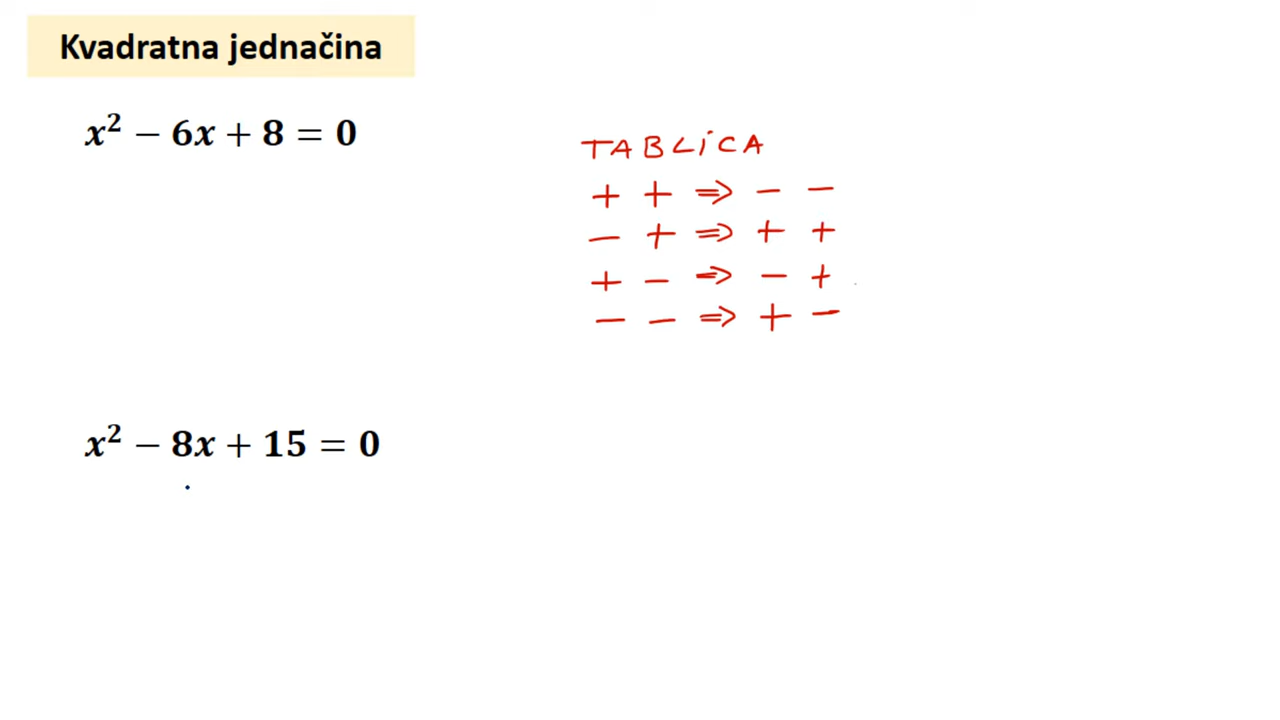 Kvadratna jednačina
x² − 6x + 8 = 0
TABLICA
+ + ⇒ − −
− + ⇒ + +
+ − ⇒ − +
− − ⇒ + −
x² − 8x + 15 = 0